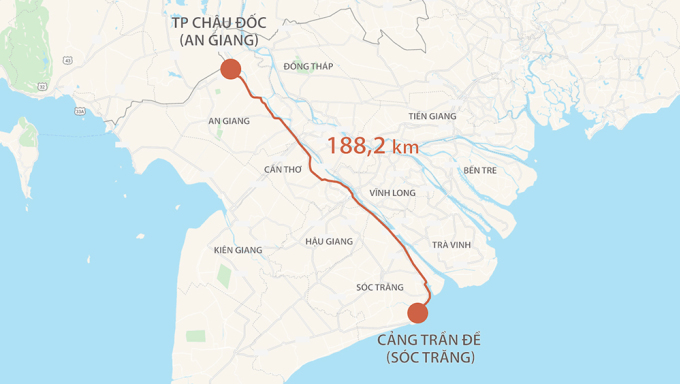 TP CHÂU ĐỐC
(AN GIANG)
ĐỒNG THÁP
43
33A
AN GIANG
TIỀN GIANG
188,2 km
CẦN THƠ
BẾN TRE
VĨNH LONG
KIÊN GIANG
HẬU GIANG
TRÀ VINH
SÓC TRĂNG
CẢNG TRẦN ĐỀ
(SÓC TRĂNG)